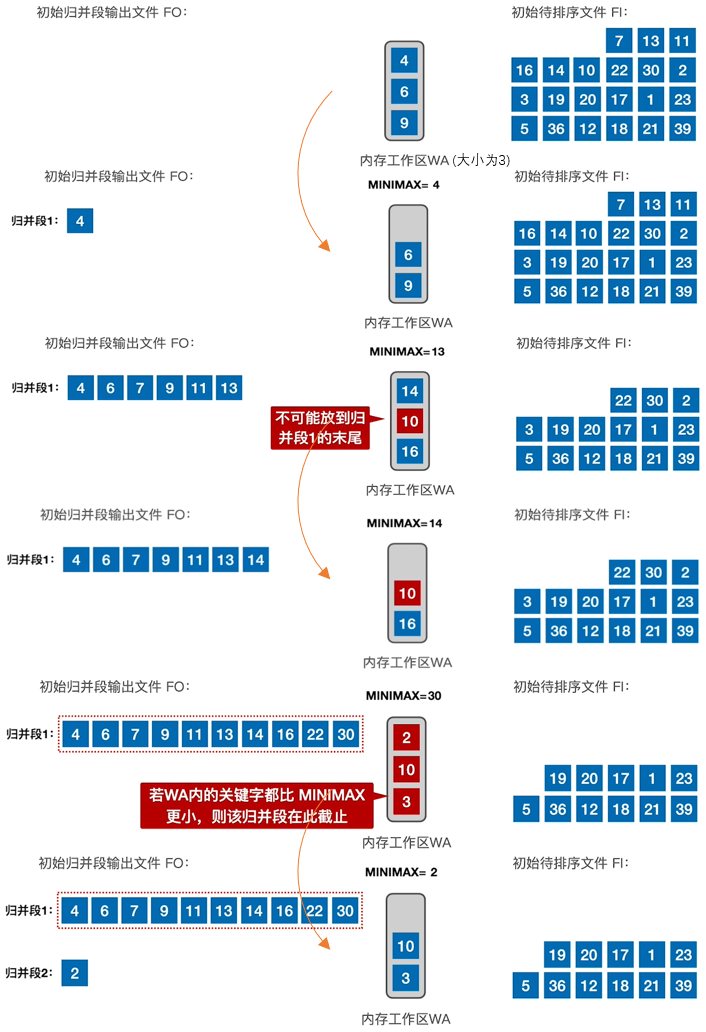 初始归并段输出文件 FO：
初始待排序文件 FI：
7 13 11
4
16 14 10 22 30 2
6
3 19 20 17 1 23
9
5 36 12 18 21 39
内存工作区WA (大小为3)
初始归并段输出文件 FO：
MINIMAX= 4
初始待排序文件 FI：
7 13 11
归并段1： 4
16 14 10 22 30 2
6
3 19 20 17 1 23
9
5 36 12 18 21 39
内存工作区WA
初始归并段输出文件 FO：
MINIMAX=13
初始待排序文件 FI：
归并段1： 4 6 7 9 11 13
14
22 30 2
不可能放到归
并段1的末尾
10
3 19 20 17 1 23
16
5 36 12 18 21 39
内存工作区WA
初始归并段输出文件 FO：
MINIMAX=14
初始待排序文件 FI：
归并段1： 4 6 7 9 11 13 14
22 30 2
10
3 19 20 17 1 23
16
5 36 12 18 21 39
内存工作区WA
初始归并段输出文件 FO：
MINIMAX=30
初始待排序文件 FI：
归并段1： 4 6 7 9 11 13 14 16 22 30
2
10
19 20 17 1 23
若WA内的关键字都比 MINIMAX
更小，则该归并段在此截止
3
5 36 12 18 21 39
内存工作区WA
初始归并段输出文件 FO：
MINIMAX= 2
初始待排序文件 FI：
归并段1： 4 6 7 9 11 13 14 16 22 30
10
19 20 17 1 23
归并段2： 2
3
5 36 12 18 21 39
内存工作区WA